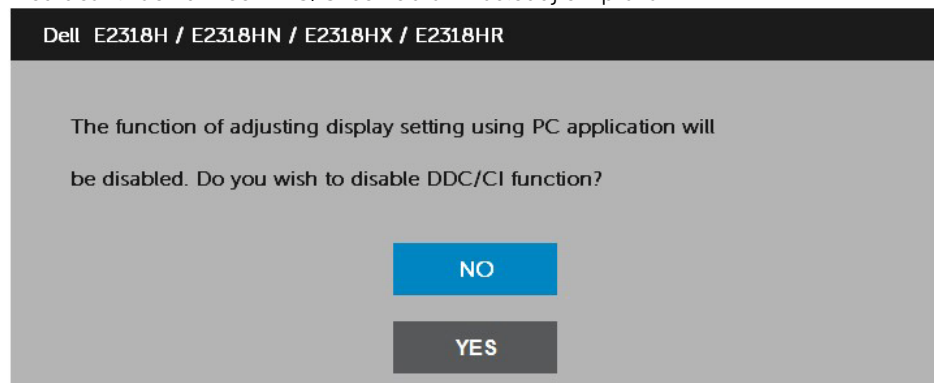 Dell E2318H / E2318HN / E2318HX / E2318HR
The function of adjusting display setting using PC application will
be disabled. Do you wish to disable DDC/CI function?
NO
YES